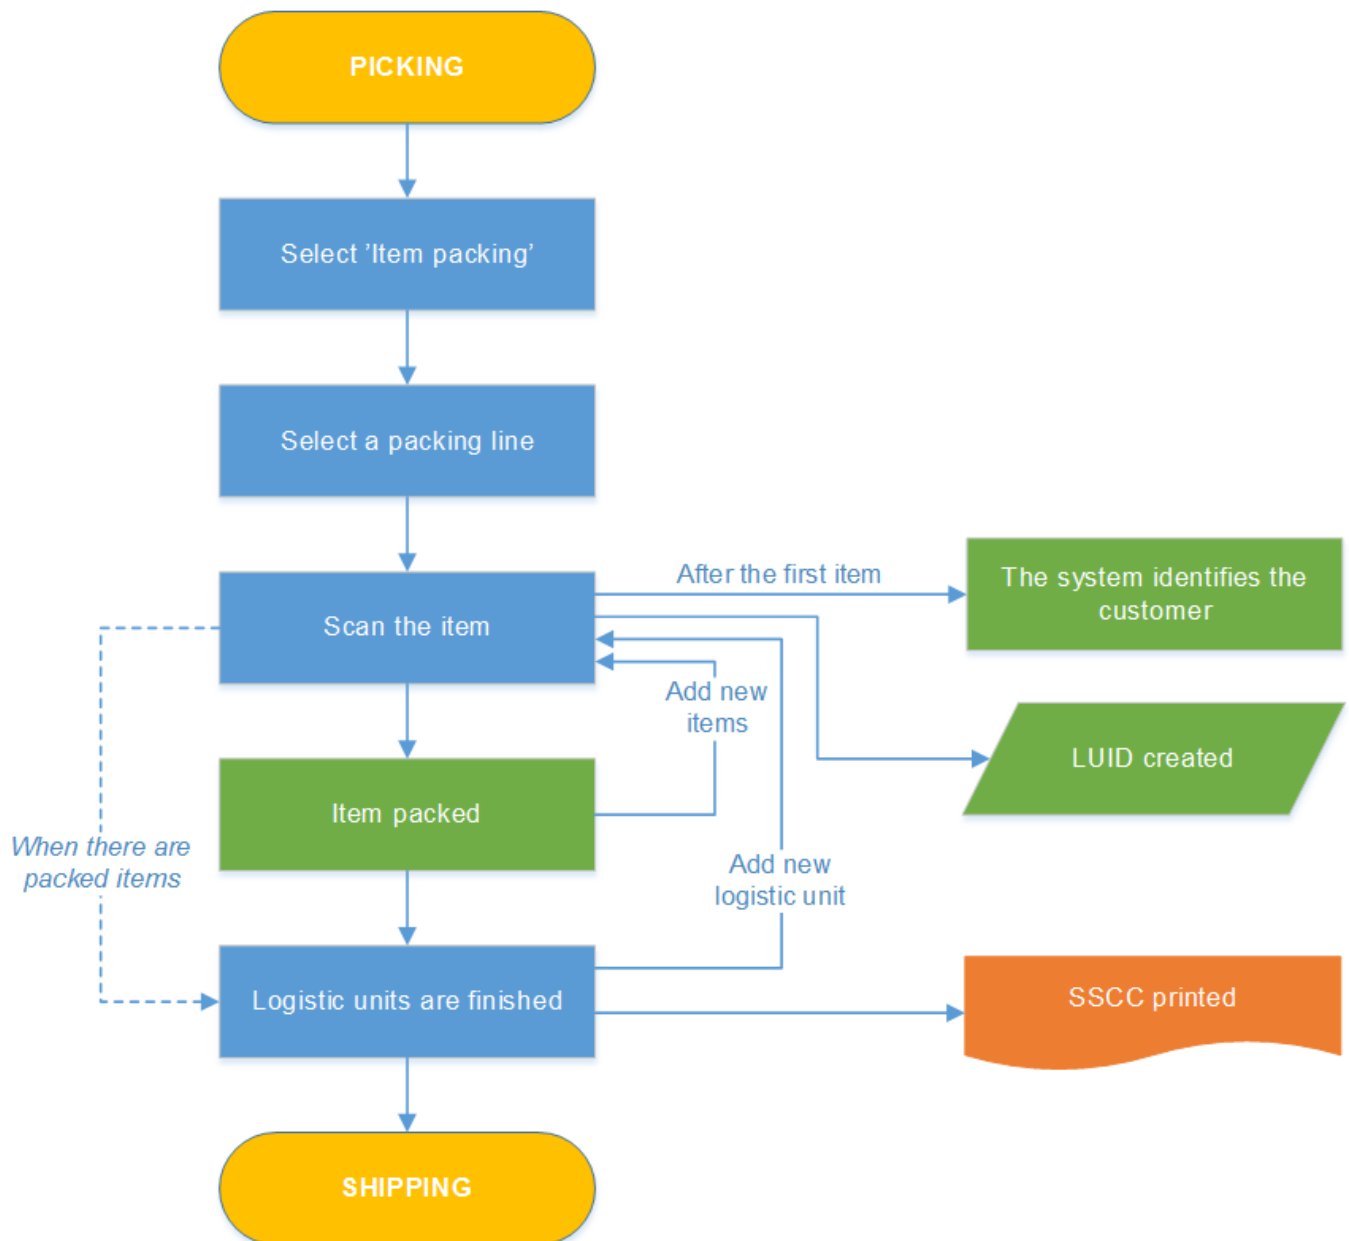 PICKING
Select ’Item packing’
Select a packing line
After the first item
The system identifies the
customer
Scan the item
Add new
items
LUID created
Item packed
When there are
packed items
Add new
logistic unit
Logistic units are finished
SSCC printed
SHIPPING